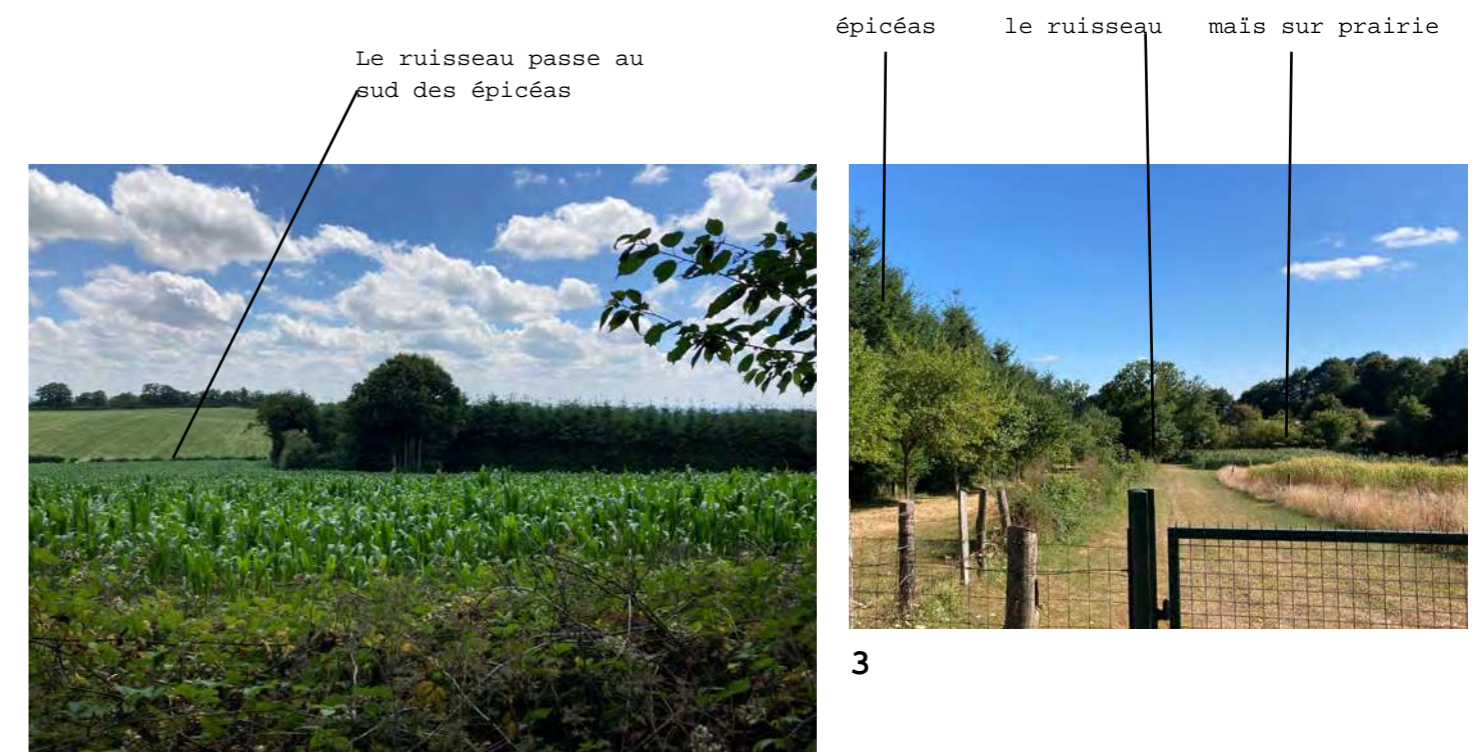 Le ruisseau passe au
sud des épicéas
épicéas le ruisseau maïs sur prairie
3